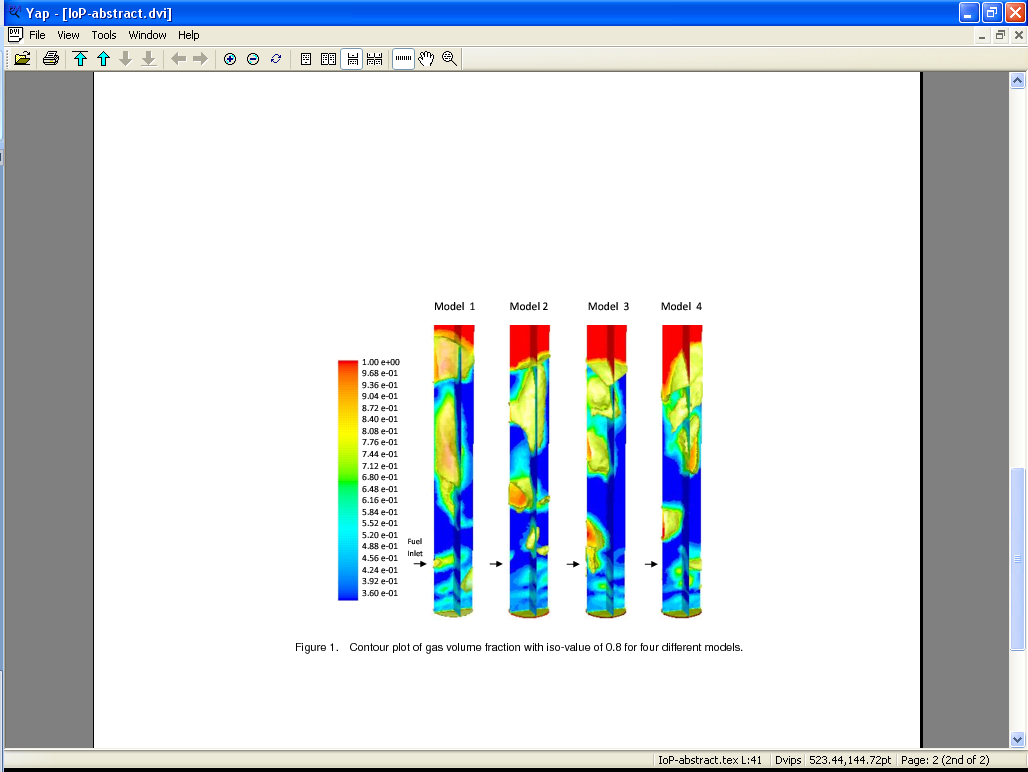 Yap - [IoP-abstract.dvi]
DVI
File View Tools Window Help
Model 1 Model 2 Model 3 Model 4
1.00 e+00
9.68 e-01
9.36 e-01
9.04 e-01
8.72 e-01
8.40 e-01
8.08 e-01
7.76 e-01
7.44 e-01
7.12 e-01
6.80 e-01
6.48 e-01
6.16 e-01
5.84 e-01
5.52 e-01
5.20 e-01
4.88 e-01
4.56 e-01
4.24 e-01
3.92 e-01
3.60 e-01
Fuel
Inlet
Figure 1. Contour plot of gas volume fraction with iso-value of 0.8 for four different models.
IoP-abstract.tex L:41 Dvips 523.44,144.72pt Page: 2 (2nd of 2)